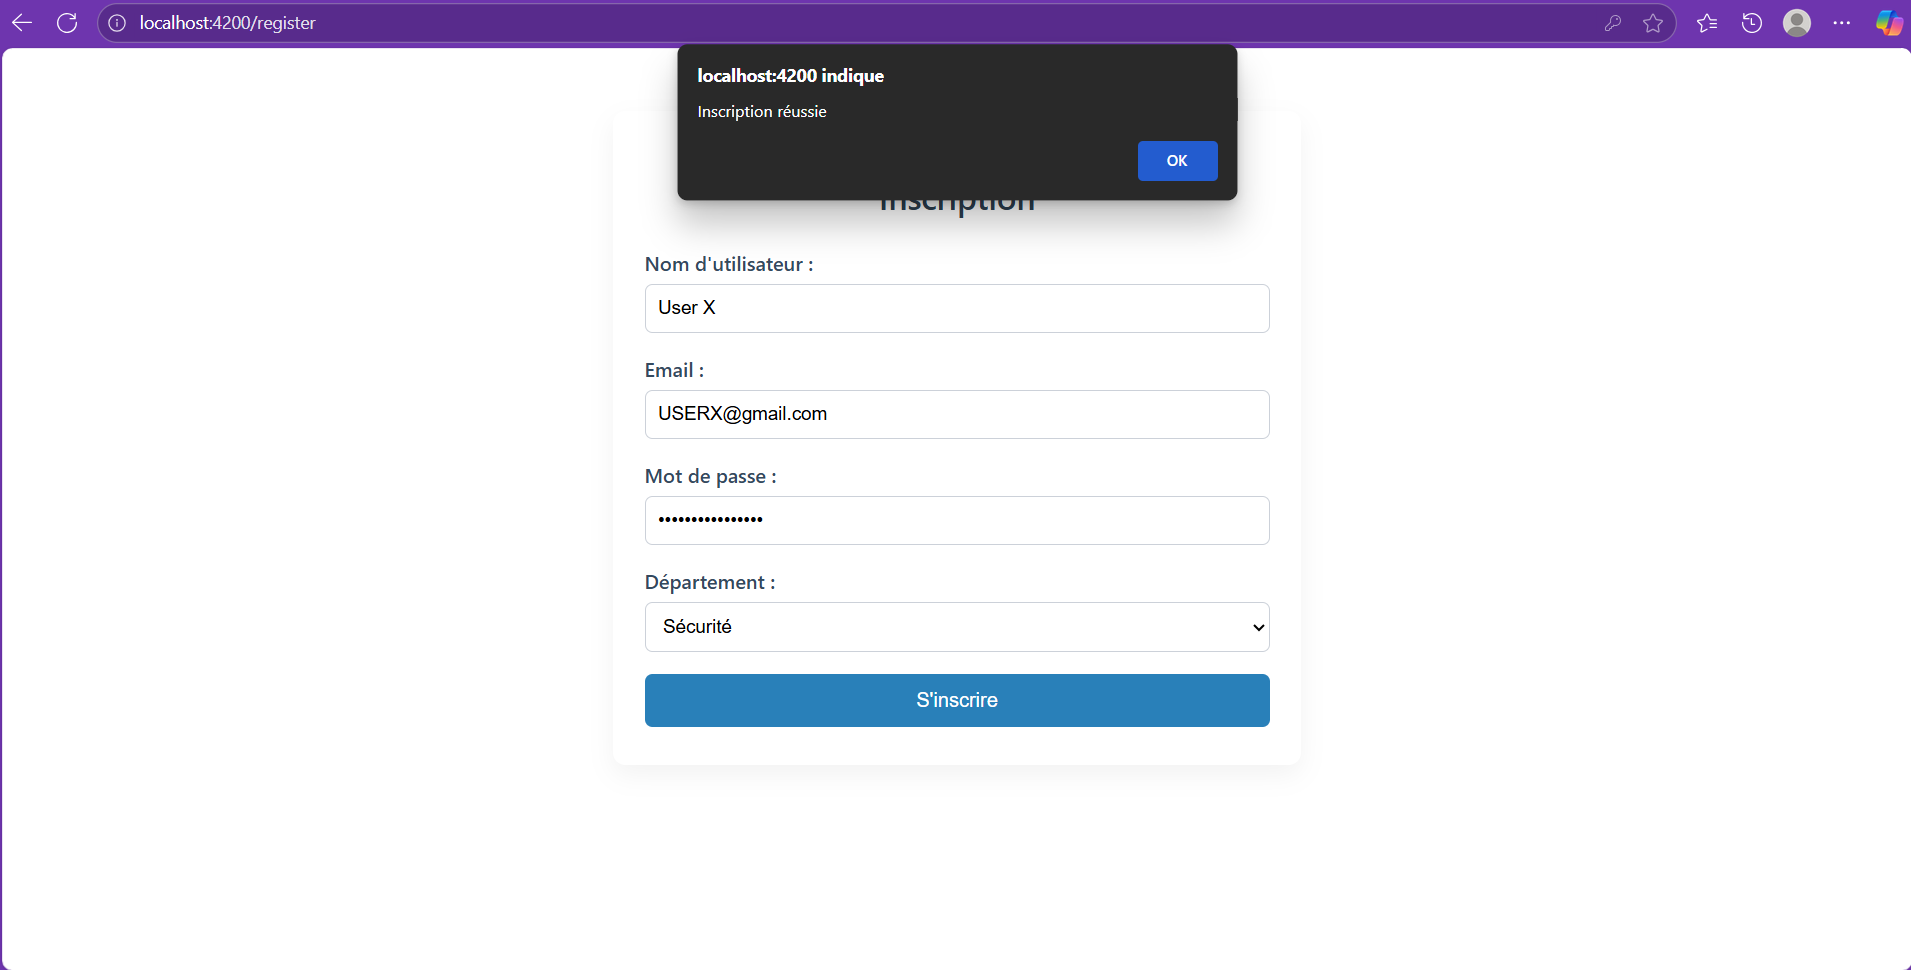 localhost:4200/register
localhost:4200 indique
Inscription réussie
OK
Inscription
Nom d'utilisateur :
User X
Email :
USERX@gmail.com
Mot de passe :
••••••••••••••••
Département :
Sécurité
S'inscrire